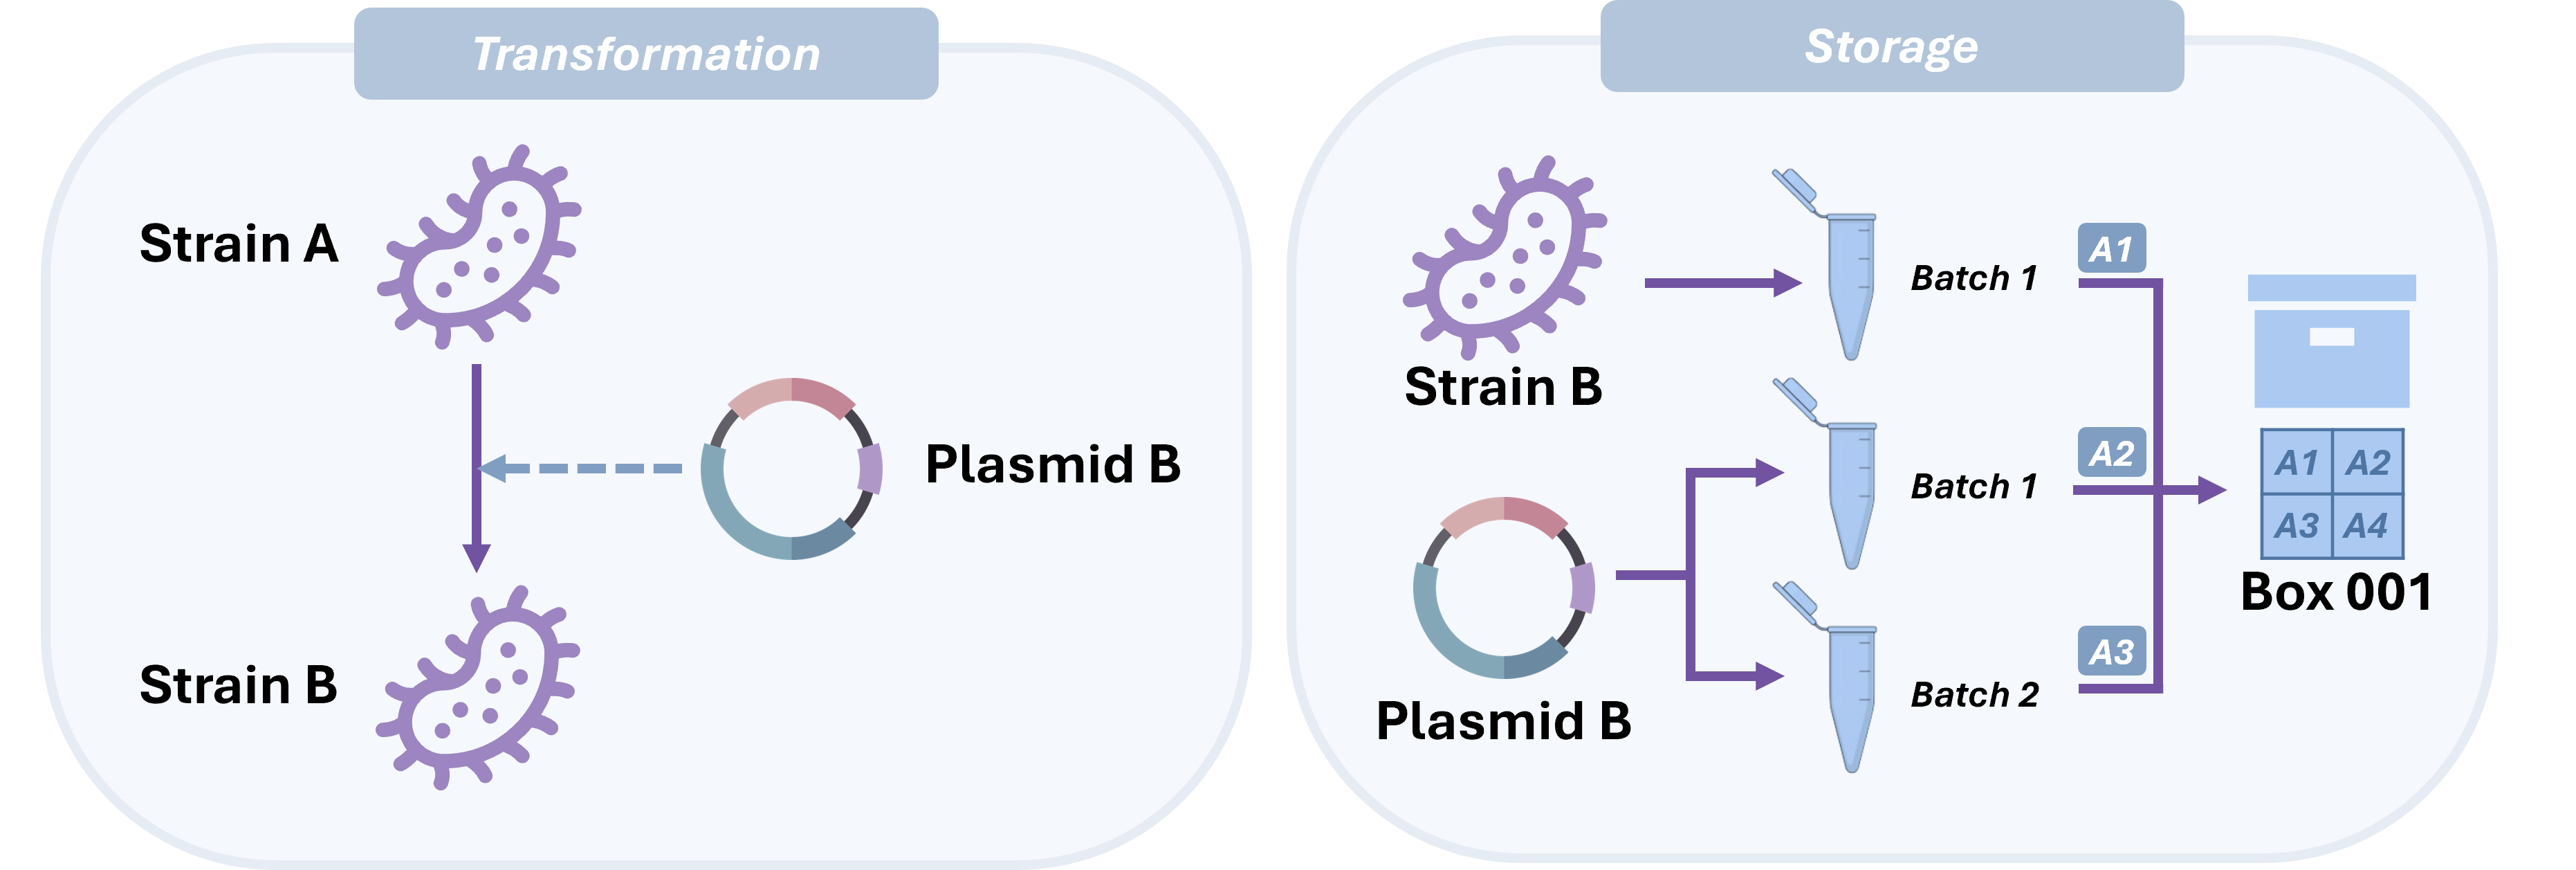 Transformation
Strain A
Plasmid B
Strain B
Storage
Strain B
Batch 1
A1
Plasmid B
Batch 1
A2
Batch 2
A3
A1 A2
A3 A4
Box 001